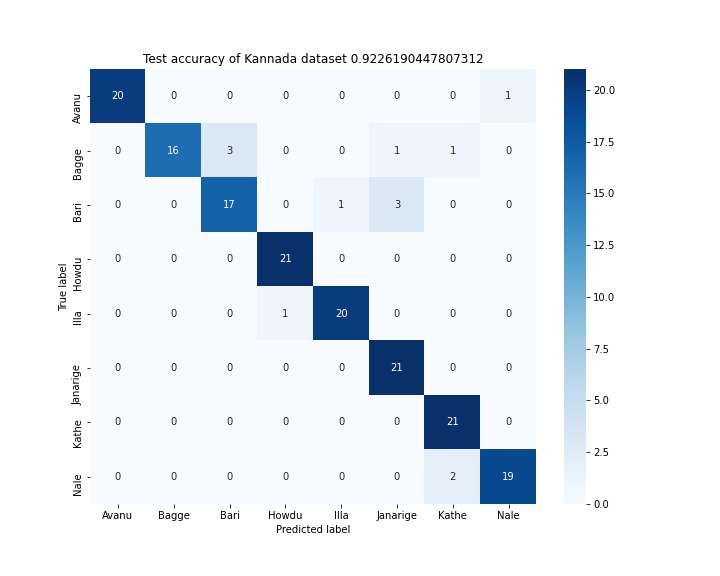 Test accuracy of Kannada dataset 0.9226190447807312
Avanu 20 0 0 0 0 0 0 1
Bagge 0 16 3 0 0 1 1 0
Bari 0 0 17 0 1 3 0 0
Howdu 0 0 0 21 0 0 0 0
Illa 0 0 0 1 20 0 0 0
Janarige 0 0 0 0 0 21 0 0
Kathe 0 0 0 0 0 0 21 0
Nale 0 0 0 0 0 0 2 19
True label
Avanu Bagge Bari Howdu Illa Janarige Kathe Nale
Predicted label
20.0
17.5
15.0
12.5
10.0
7.5
5.0
2.5
0.0